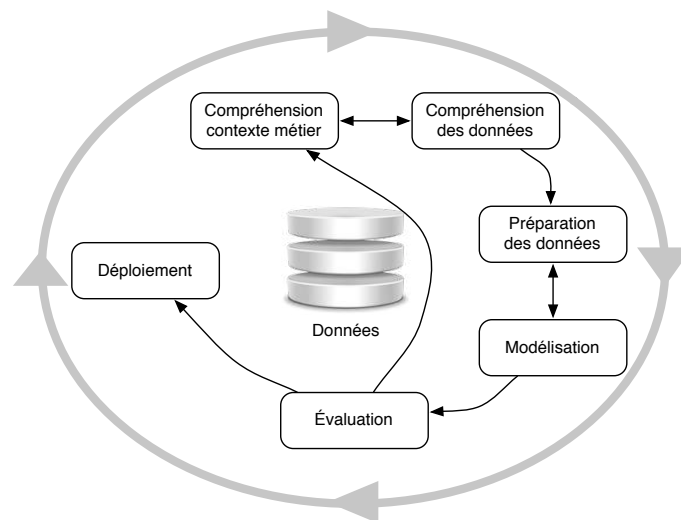 Compréhension
contexte métier
Compréhension
des données
Préparation
des données
Déploiement
Données
Modélisation
Évaluation